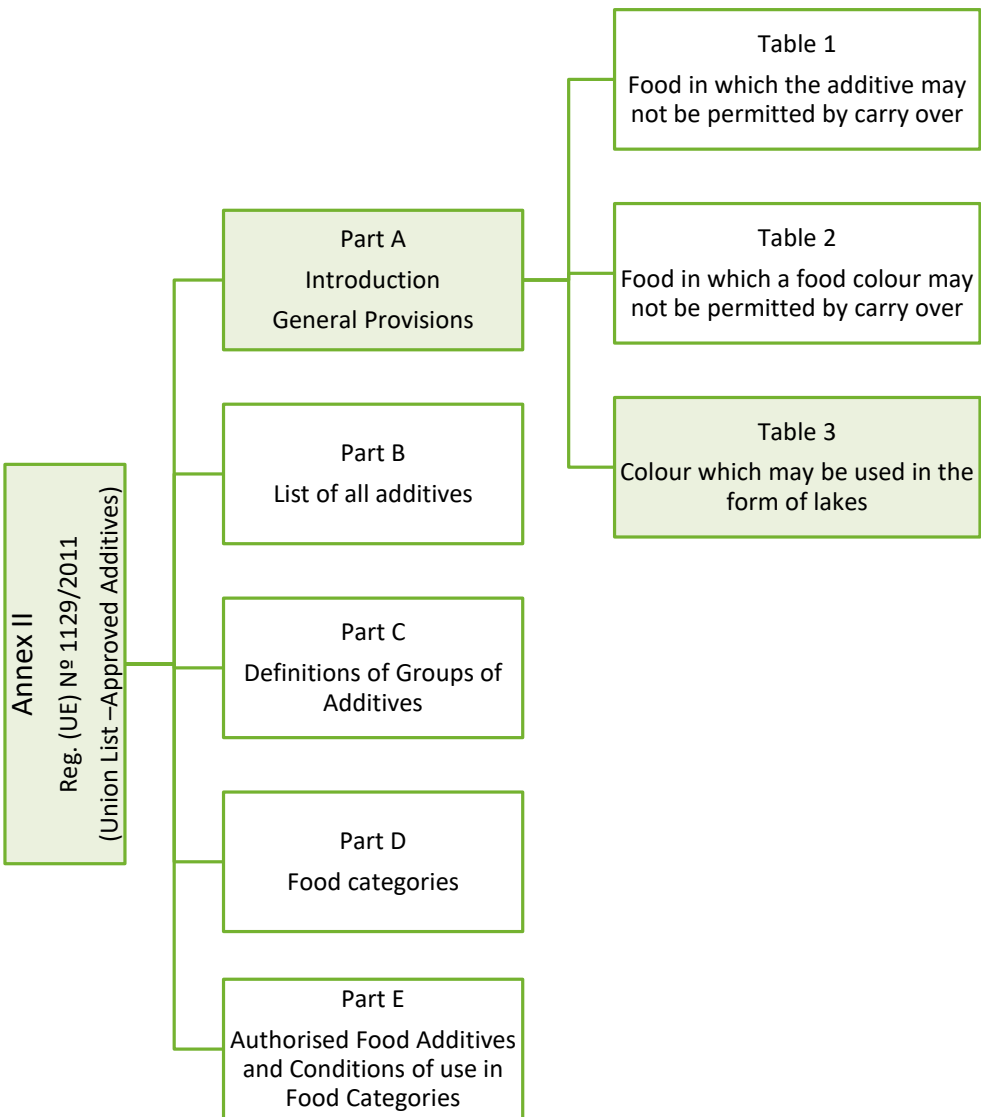 Annex II
Reg. (UE) Nº 1129/2011
(Union List –Approved Additives)
Part A
Introduction
General Provisions
Table 1
Food in which the additive may
not be permitted by carry over
Table 2
Food in which a food colour may
not be permitted by carry over
Table 3
Colour which may be used in the
form of lakes
Part B
List of all additives
Part C
Definitions of Groups of
Additives
Part D
Food categories
Part E
Authorised Food Additives
and Conditions of use in
Food Categories